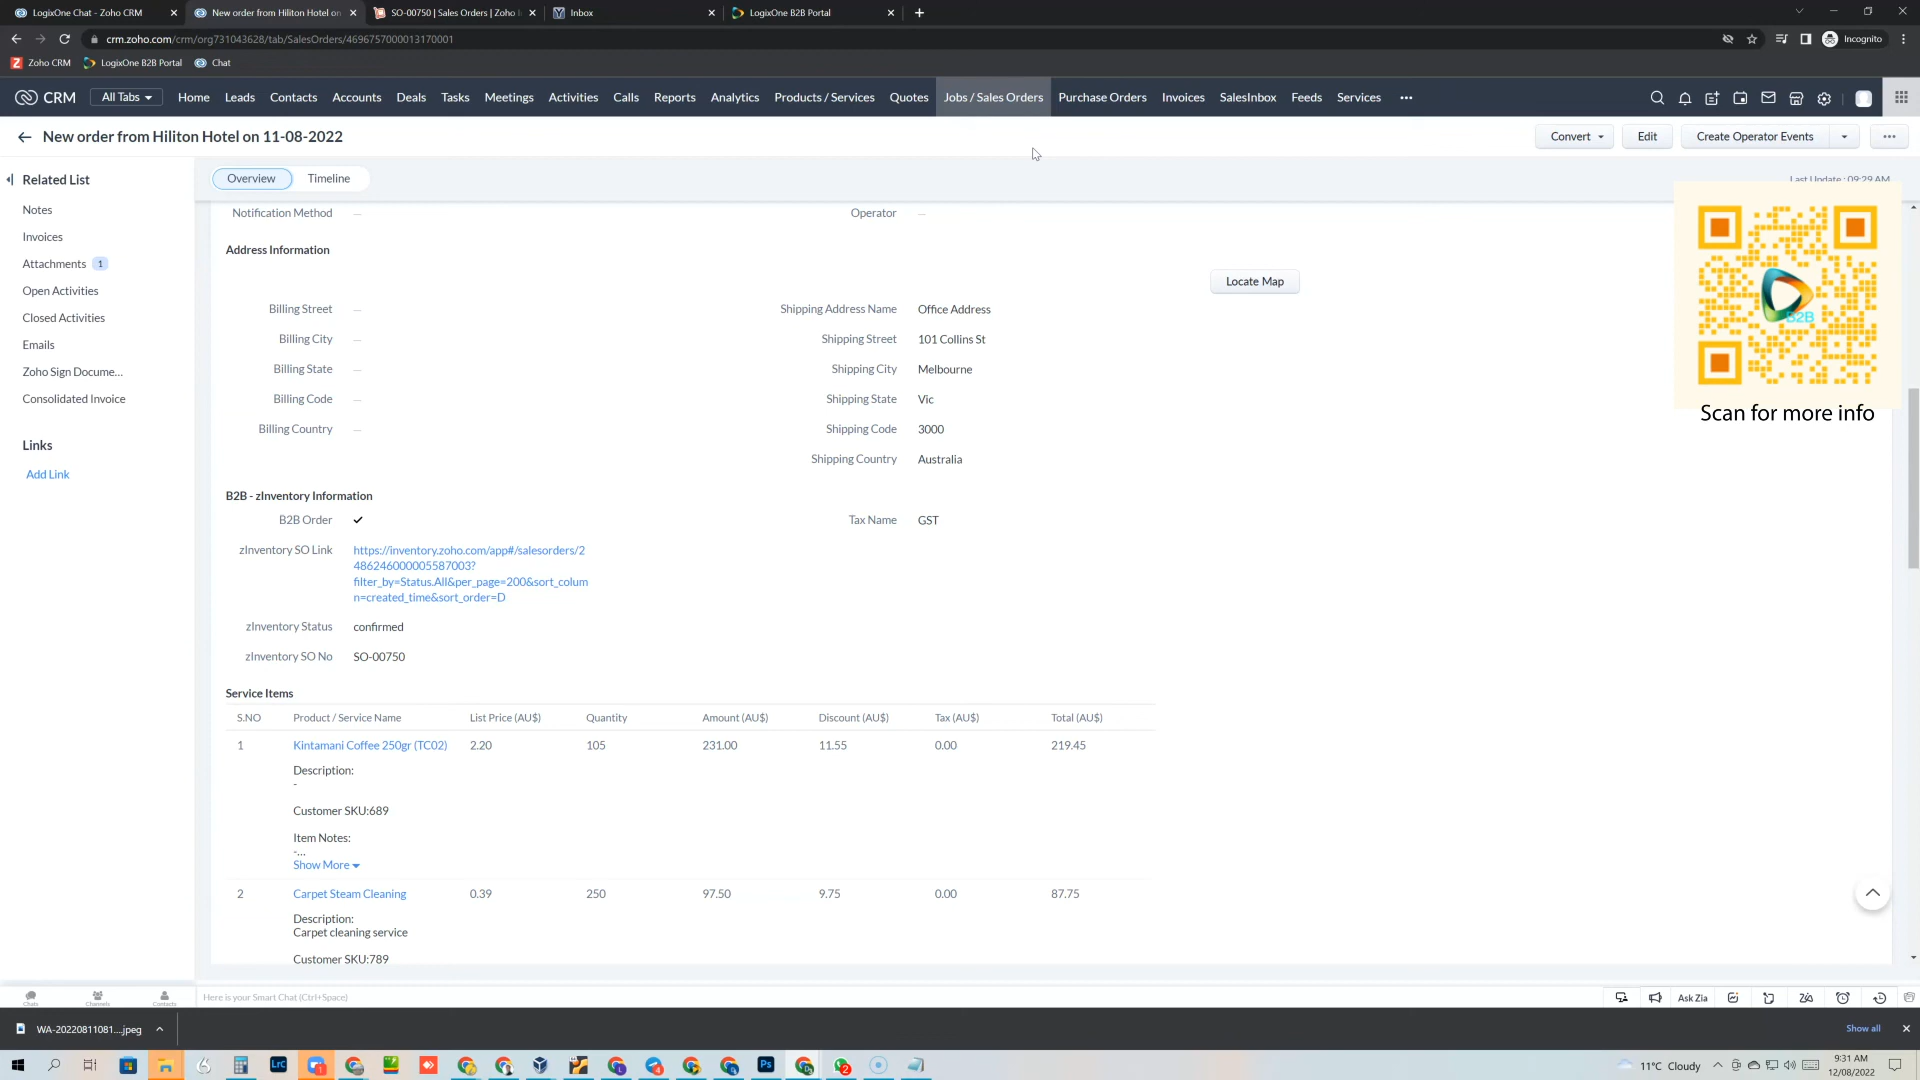 LogixOne Chat - Zoho CRM
New order from Hiliton Hotel on
SO-00750 | Sales Orders | Zoho I
Inbox
LogixOne B2B Portal
crm.zoho.com/crm/org731043628/tab/SalesOrders/4696757000013170001
Incognito
Zoho CRM
LogixOne B2B Portal
Chat
CRM
All Tabs
Home
Leads
Contacts
Accounts
Deals
Tasks
Meetings
Activities
Calls
Reports
Analytics
Products / Services
Quotes
Jobs / Sales Orders
Purchase Orders
Invoices
SalesInbox
Feeds
Services
New order from Hiliton Hotel on 11-08-2022
Convert
Edit
Create Operator Events
Related List
Overview
Timeline
Last Update : 09:29 AM
Notes
Invoices
Attachments 1
Open Activities
Closed Activities
Emails
Zoho Sign Docume...
Consolidated Invoice
Links
Add Link
Notification Method —
Operator —
Address Information
Locate Map
Billing Street —
Shipping Address Name Office Address
Billing City —
Shipping Street 101 Collins St
Billing State —
Shipping City Melbourne
Billing Code —
Shipping State Vic
Billing Country —
Shipping Code 3000
Shipping Country Australia
B2B - zInventory Information
B2B Order
Tax Name GST
zInventory SO Link https://inventory.zoho.com/app#/salesorders/2
486246000005587003?
filter_by=Status.All&per_page=200&sort_colum
n=created_time&sort_order=D
zInventory Status confirmed
zInventory SO No SO-00750
Service Items
S.NO Product / Service Name List Price (AU$) Quantity Amount (AU$) Discount (AU$) Tax (AU$) Total (AU$)
1 Kintamani Coffee 250gr (TC02) 2.20 105 231.00 11.55 0.00 219.45
Description:
-
Customer SKU:689
Item Notes:
-...
Show More
2 Carpet Steam Cleaning 0.39 250 97.50 9.75 0.00 87.75
Description:
Carpet cleaning service
Customer SKU:789
B2B
Scan for more info
Chats
Channels
Contacts
Here is your Smart Chat (Ctrl+Space)
Ask Zia
WA-20220811081....jpeg
Show all
LrC
Ps
2
11°C Cloudy
9:31 AM
12/08/2022